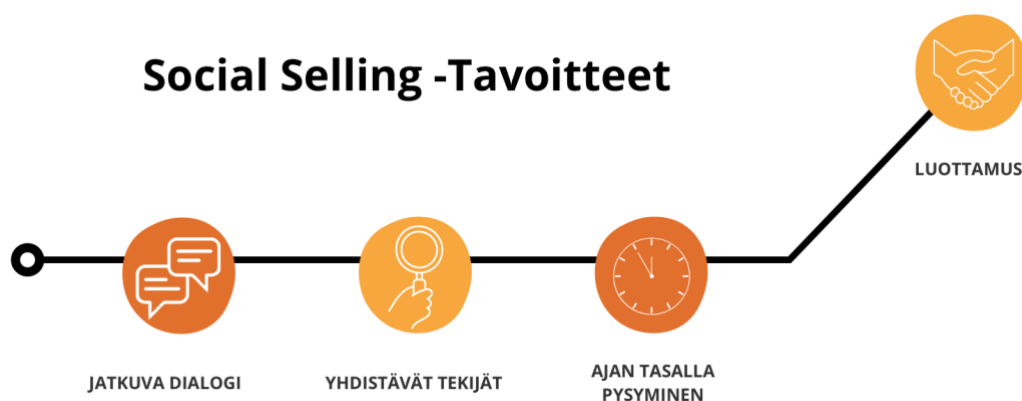 Social Selling -Tavoitteet
LUOTTAMUS
JATKUVA DIALOGI
YHDISTÄVÄT TEKIJÄT
AJAN TASALLA
PYSYMINEN